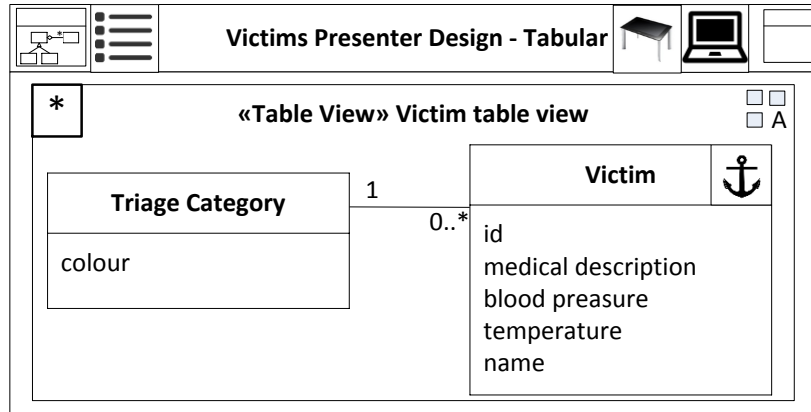 Victims Presenter Design - Tabular
*
*
«Table View» Victim table view
A
Triage Category
colour
1
0..*
Victim
id
medical description
blood preasure
temperature
name